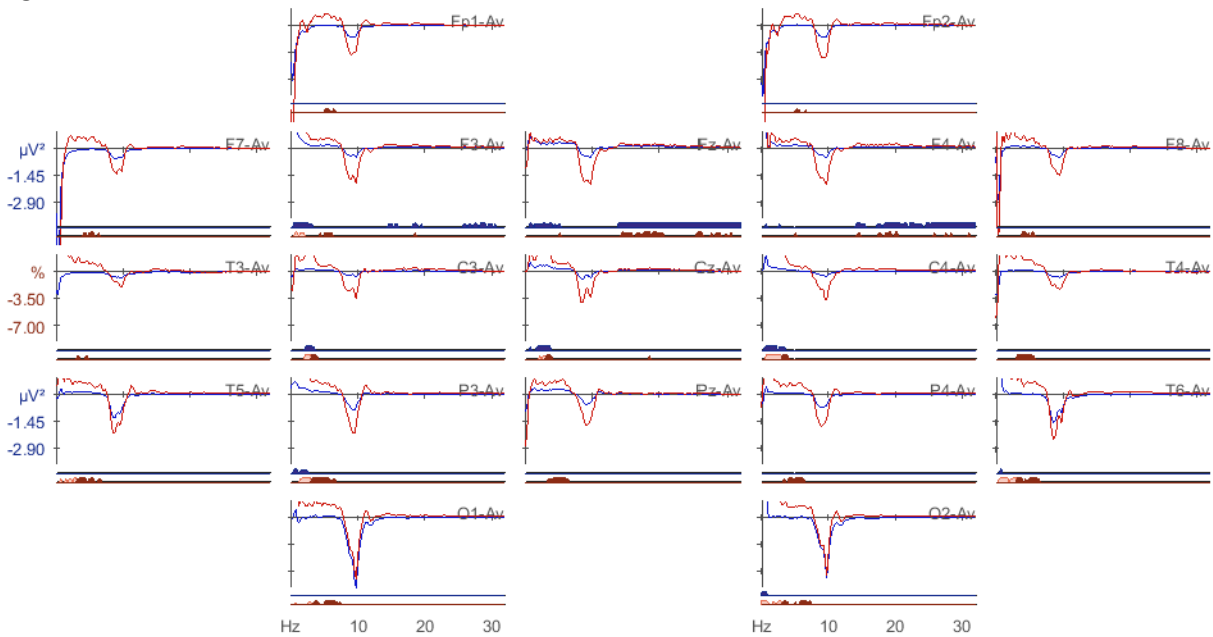 Fp1-Av Fp2-Av
F7-Av F3-Av Fz-Av F4-Av F8-Av
µV²
-1.45
-2.90
T3-Av C3-Av Cz-Av C4-Av T4-Av
%
-3.50
-7.00
T5-Av P3-Av Pz-Av P4-Av T6-Av
µV²
-1.45
-2.90
O1-Av O2-Av
Hz 10 20 30 Hz 10 20 30